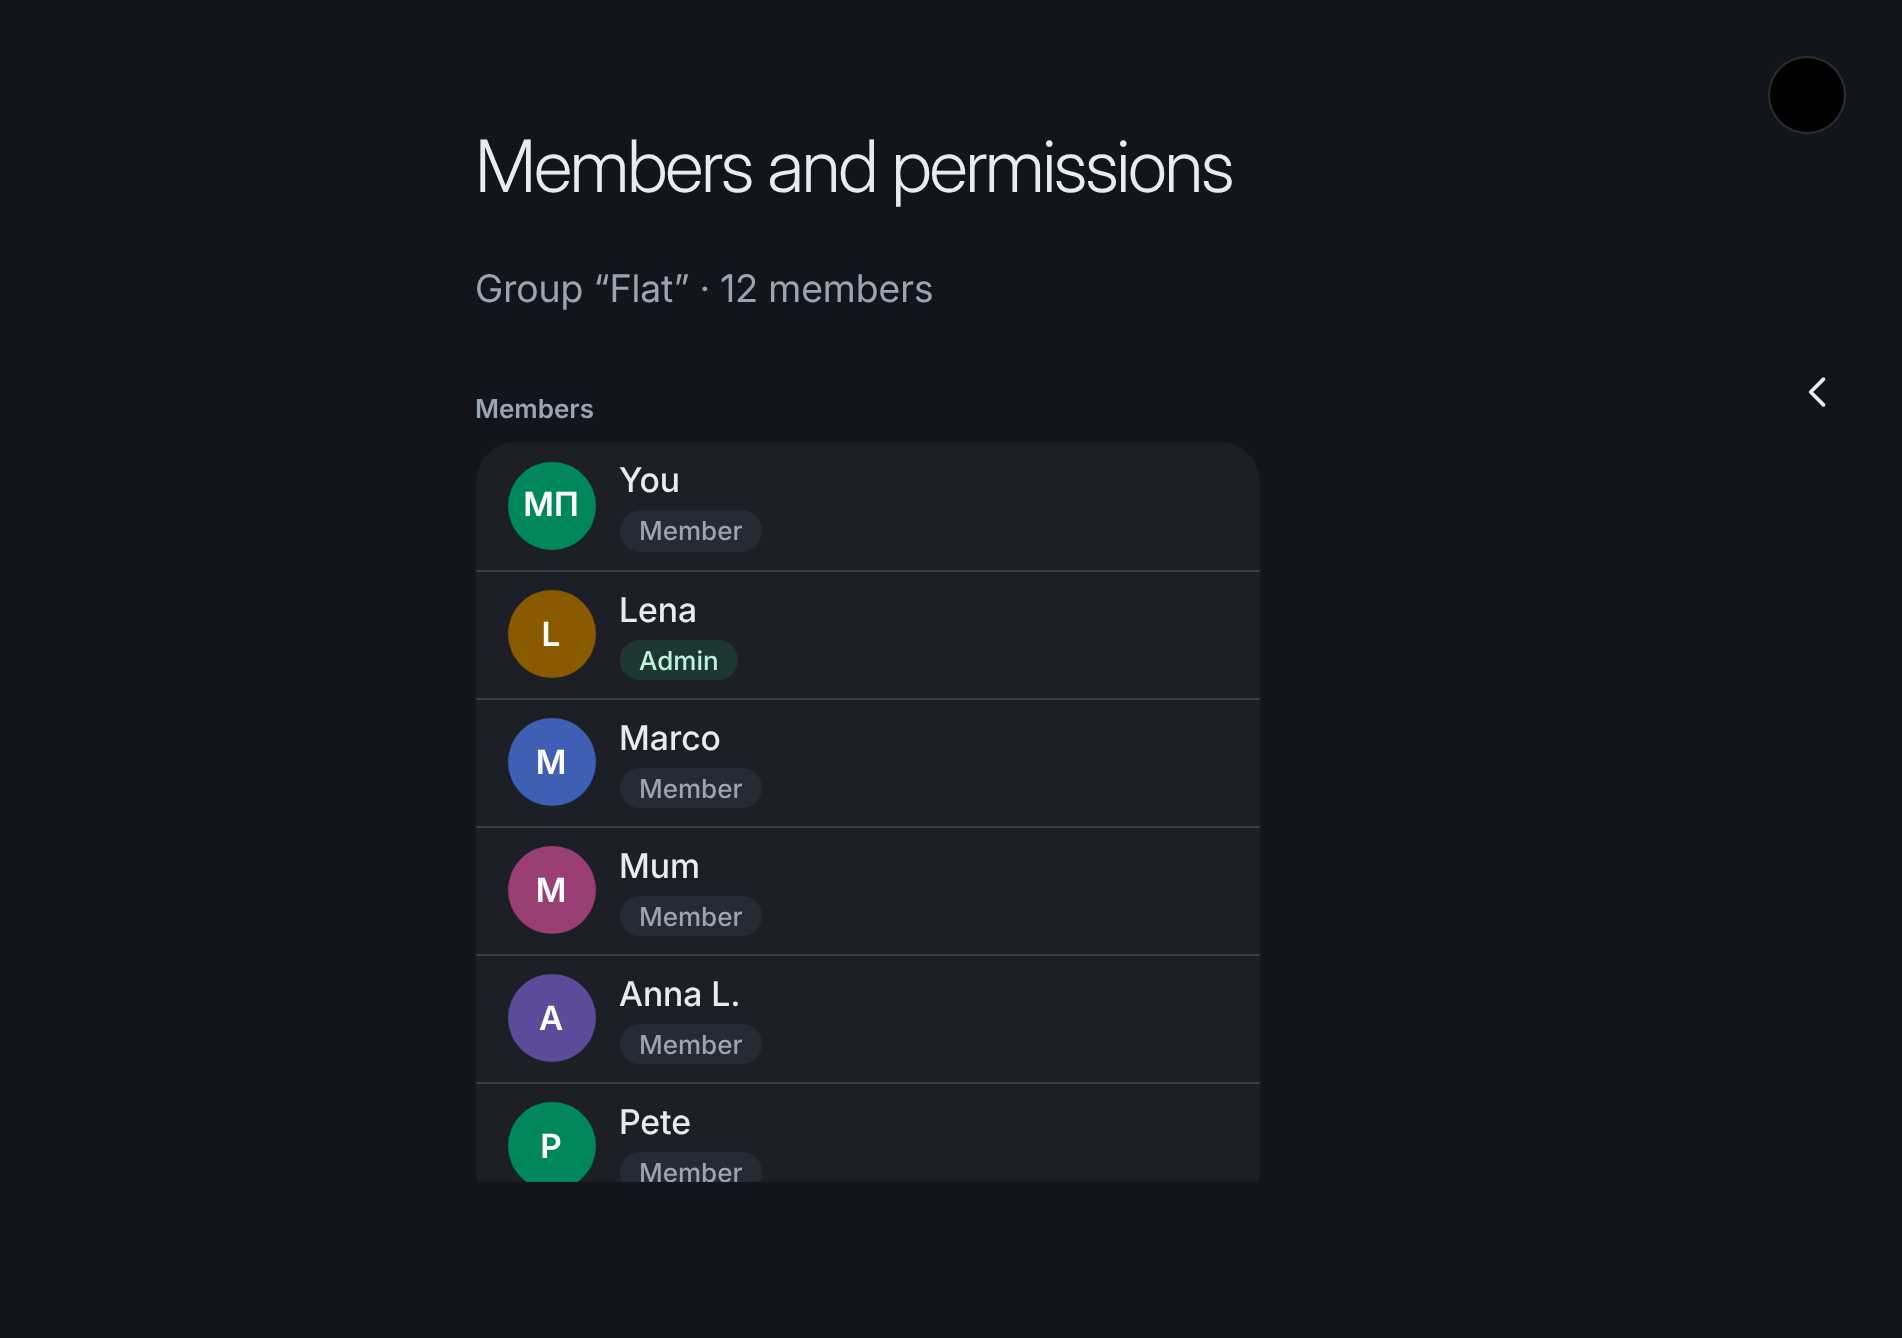 Members and permissions
Group “Flat” · 12 members
Members
МП
You
Member
L
Lena
Admin
M
Marco
Member
M
Mum
Member
A
Anna L.
Member
P
Pete
Member